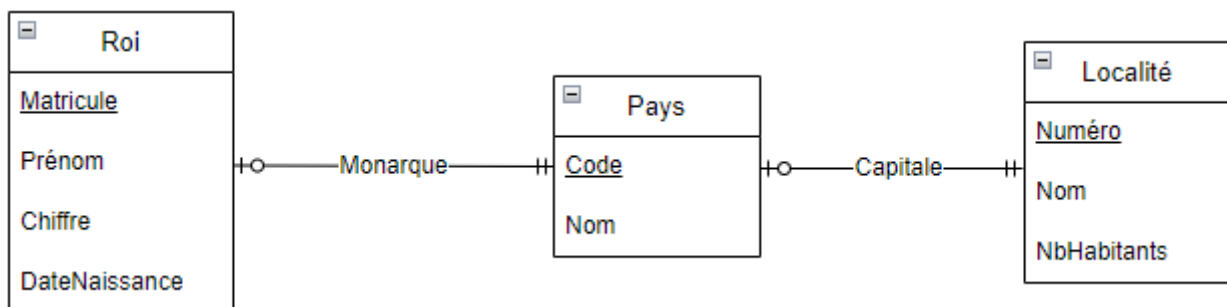 Roi
Matricule
Prénom
Chiffre
DateNaissance
Monarque
Pays
Code
Nom
Capitale
Localité
Numéro
Nom
NbHabitants